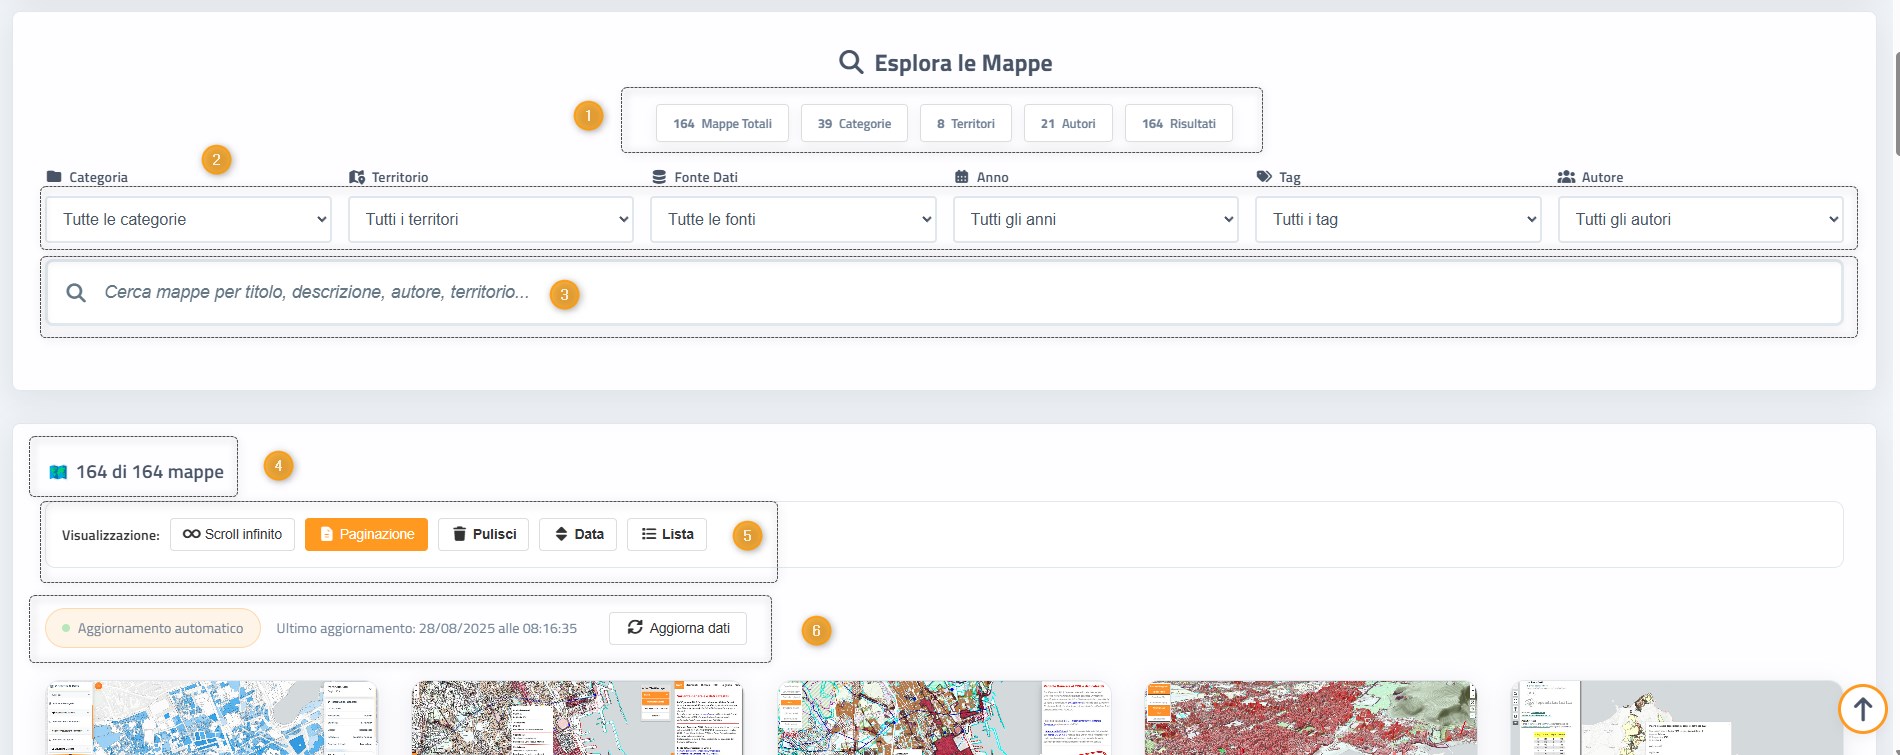 Esplora le Mappe
1
164 Mappe Totali 39 Categorie 8 Territori 21 Autori 164 Risultati
2
Categoria Territorio Fonte Dati Anno Tag Autore
Tutte le categorie Tutti i territori Tutte le fonti Tutti gli anni Tutti i tag Tutti gli autori
Cerca mappe per titolo, descrizione, autore, territorio... 3
164 di 164 mappe 4
Visualizzazione: Scroll infinito Paginazione Pulisci Data Lista 5
Aggiornamento automatico Ultimo aggiornamento: 28/08/2025 alle 08:16:35 Aggiorna dati 6